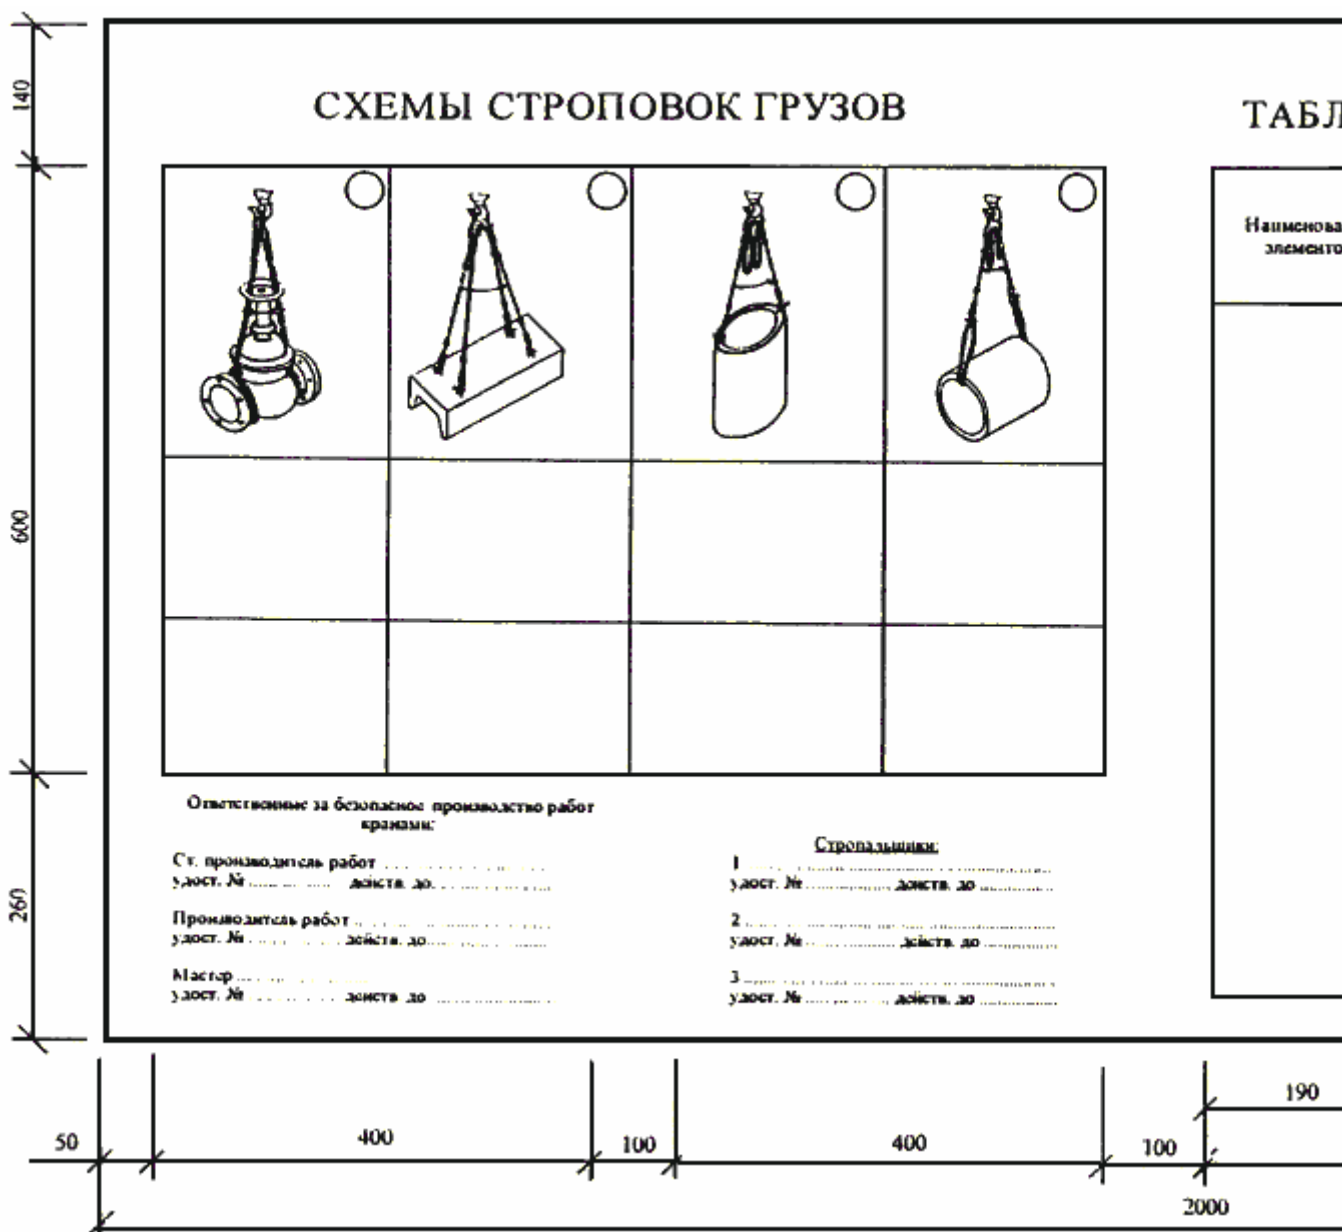 140
СХЕМЫ СТРОПОВОК ГРУЗОВ
ТАБЛ
Наименова
элементо
600
Ответственные за безопасное производство работ
кранами:
Ст. производитель работ
удост. № действ. до
Производитель работ
удост. № действ. до
Мастер
удост. № действ. до
Стропальщики:
1
удост. № действ. до
2
удост. № действ. до
3
удост. № действ. до
260
190
50 400 100 400 100
2000